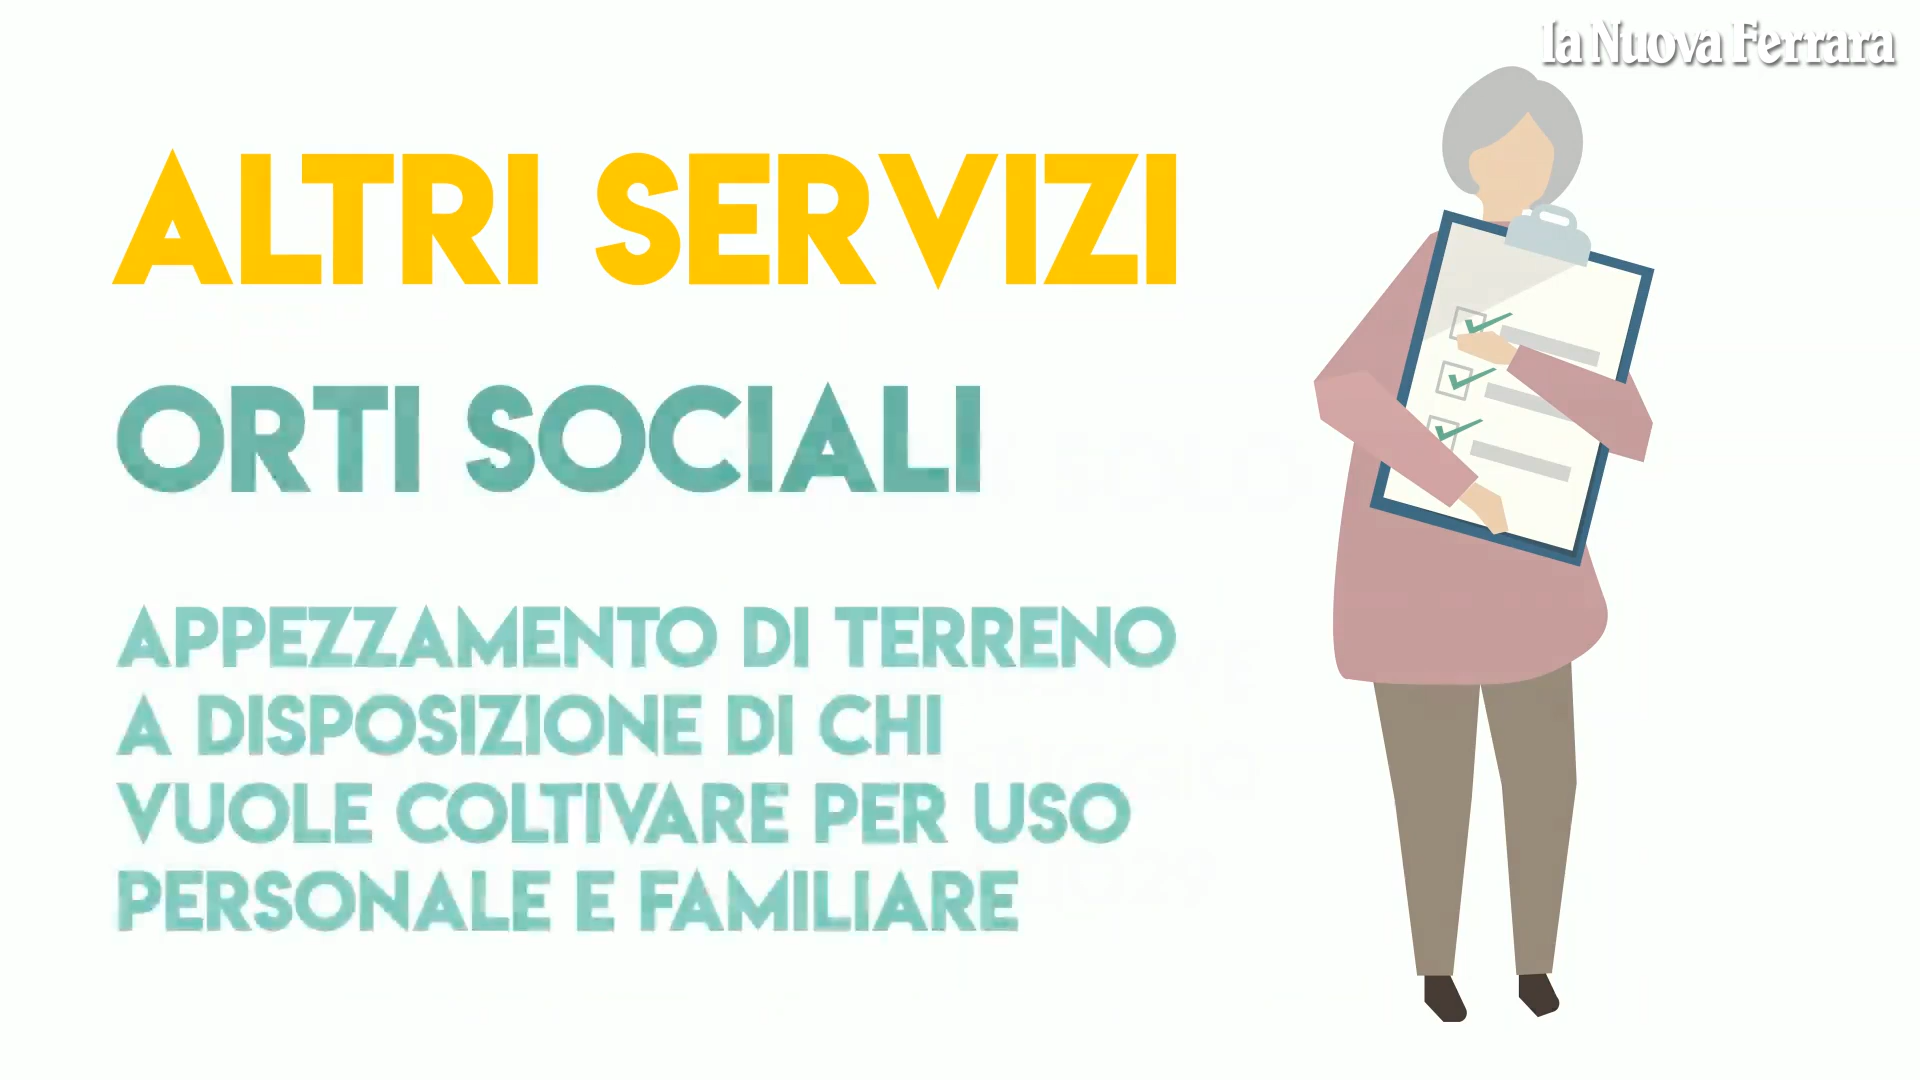 la Nuova Ferrara
ALTRI SERVIZI
ORTI SOCIALI
APPEZZAMENTO DI TERRENO
A DISPOSIZIONE DI CHI
VUOLE COLTIVARE PER USO
PERSONALE E FAMILIARE